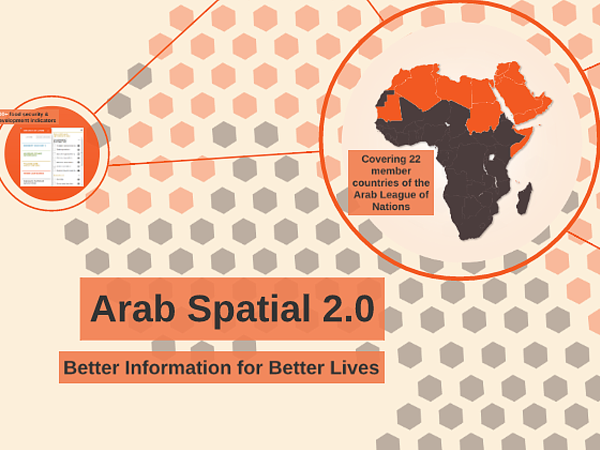 food security &
development indicators
Covering 22
member
countries of the
Arab League of
Nations
Arab Spatial 2.0
Better Information for Better Lives